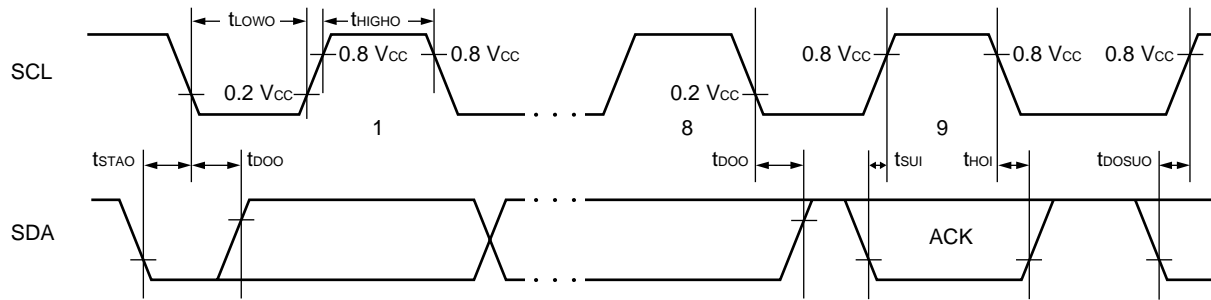 tLOWO tHIGHO
SCL 0.8 VCC 0.8 VCC 0.8 VCC 0.8 VCC 0.8 VCC
0.2 VCC 0.2 VCC
1 8 9
tSTAO tDOO tDOO tSUI tHOI tDOSUO
SDA ACK